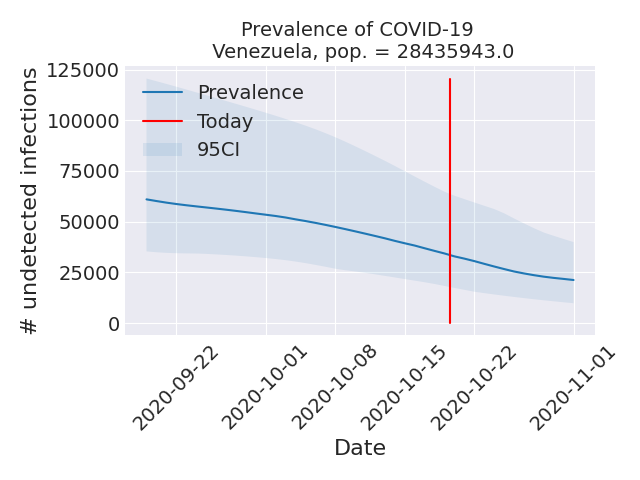 Prevalence of COVID-19
Venezuela, pop. = 28435943.0
# undetected infections
125000
100000
75000
50000
25000
0
Prevalence
Today
95CI
2020-09-22
2020-10-01
2020-10-08
2020-10-15
2020-10-22
2020-11-01
Date